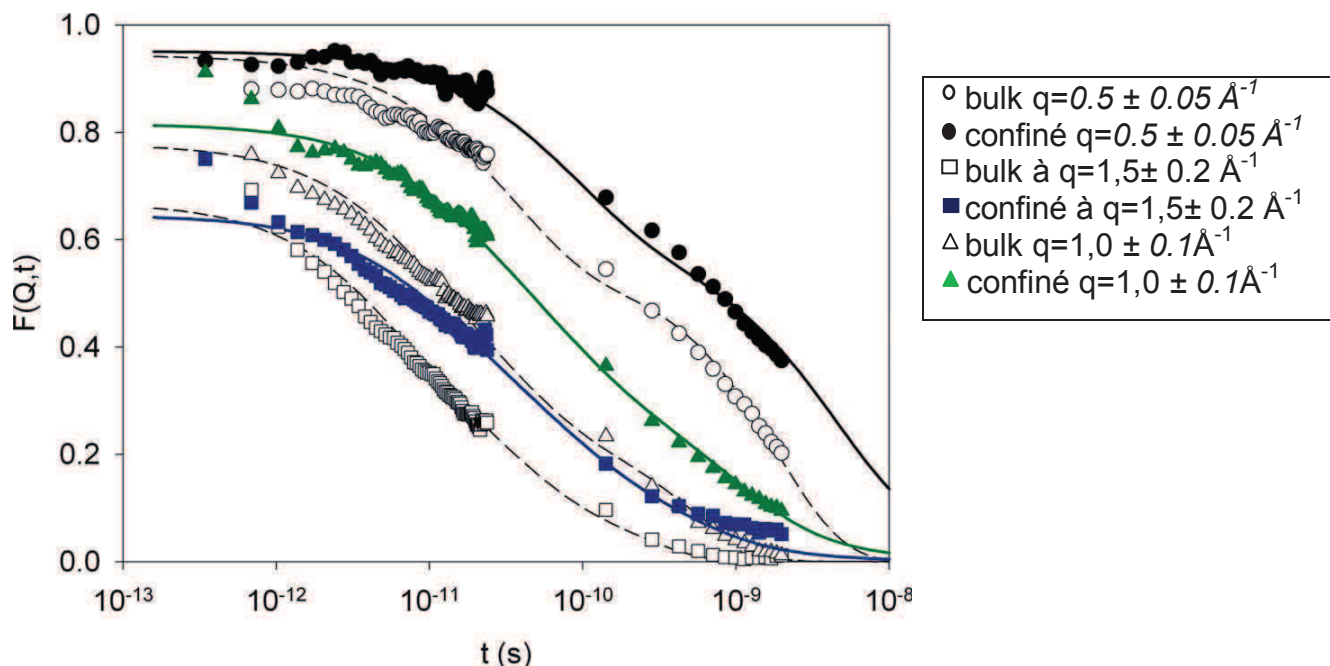 F(Q,t)
1.0
0.8
0.6
0.4
0.2
0.0
10-13
10-12
10-11
10-10
10-9
10-8
t (s)
○ bulk q=0.5 ± 0.05 Å-1
● confiné q=0.5 ± 0.05 Å-1
□ bulk à q=1,5± 0.2 Å-1
■ confiné à q=1,5± 0.2 Å-1
△ bulk q=1,0 ± 0.1Å-1
▲ confiné q=1,0 ± 0.1Å-1